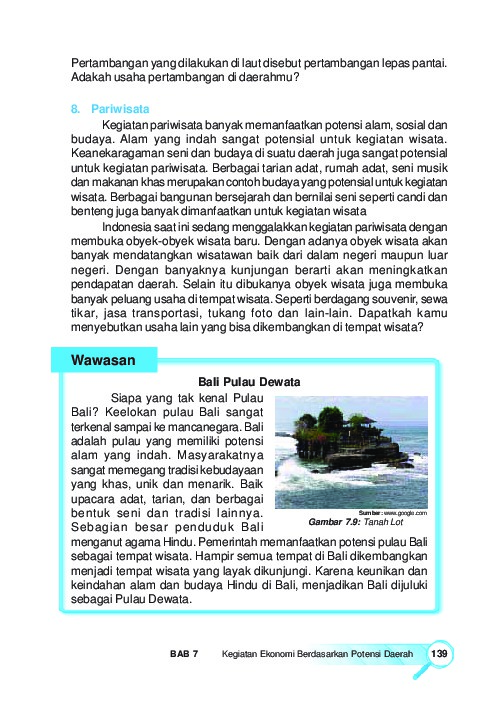 Pertambangan yang dilakukan di laut disebut pertambangan lepas pantai.
Adakah usaha pertambangan di daerahmu?
8. Pariwisata
Kegiatan pariwisata banyak memanfaatkan potensi alam, sosial dan
budaya. Alam yang indah sangat potensial untuk kegiatan wisata.
Keanekaragaman seni dan budaya di suatu daerah juga sangat potensial
untuk kegiatan pariwisata. Berbagai tarian adat, rumah adat, seni musik
dan makanan khas merupakan contoh budaya yang potensial untuk kegiatan
wisata. Berbagai bangunan bersejarah dan bernilai seni seperti candi dan
benteng juga banyak dimanfaatkan untuk kegiatan wisata
Indonesia saat ini sedang menggalakkan kegiatan pariwisata dengan
membuka obyek-obyek wisata baru. Dengan adanya obyek wisata akan
banyak mendatangkan wisatawan baik dari dalam negeri maupun luar
negeri. Dengan banyaknya kunjungan berarti akan meningkatkan
pendapatan daerah. Selain itu dibukanya obyek wisata juga membuka
banyak peluang usaha di tempat wisata. Seperti berdagang souvenir, sewa
tikar, jasa transportasi, tukang foto dan lain-lain. Dapatkah kamu
menyebutkan usaha lain yang bisa dikembangkan di tempat wisata?
Wawasan
Bali Pulau Dewata
Siapa yang tak kenal Pulau
Bali? Keelokan pulau Bali sangat
terkenal sampai ke mancanegara. Bali
adalah pulau yang memiliki potensi
alam yang indah. Masyarakatnya
sangat memegang tradisi kebudayaan
yang khas, unik dan menarik. Baik
upacara adat, tarian, dan berbagai
bentuk seni dan tradisi lainnya.
Sebagian besar penduduk Bali
menganut agama Hindu. Pemerintah memanfaatkan potensi pulau Bali
sebagai tempat wisata. Hampir semua tempat di Bali dikembangkan
menjadi tempat wisata yang layak dikunjungi. Karena keunikan dan
keindahan alam dan budaya Hindu di Bali, menjadikan Bali dijuluki
sebagai Pulau Dewata.
Sumber: www.google.com
Gambar 7.9: Tanah Lot
BAB 7 Kegiatan Ekonomi Berdasarkan Potensi Daerah 139